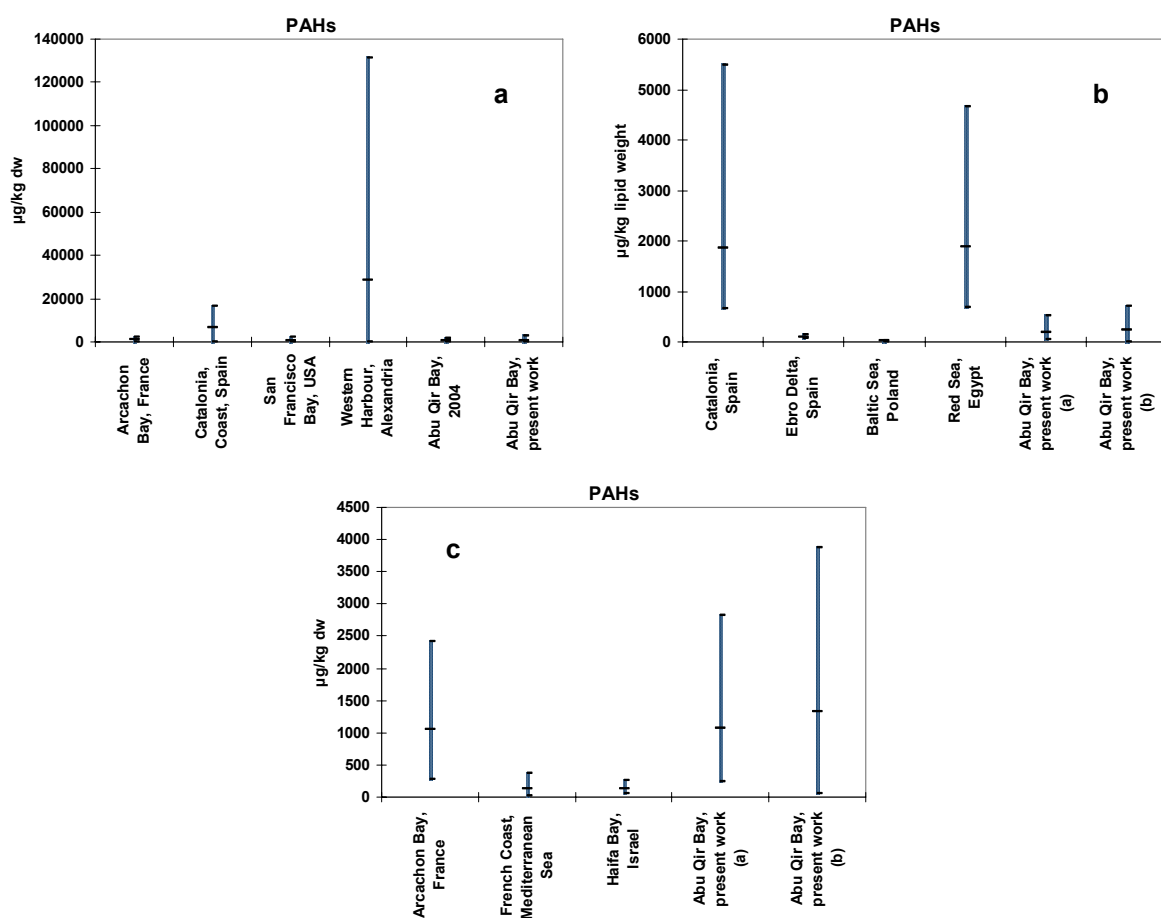 PAHs
140000
120000
100000
80000
60000
40000
20000
0
µg/kg dw
a
Arcachon
Bay, France
Catalonia,
Coast, Spain
San
Francisco
Bay, USA
Western
Harbour,
Alexandria
Abu Qir Bay,
2004
Abu Qir Bay,
present work
PAHs
6000
5000
4000
3000
2000
1000
0
µg/kg lipid weight
b
Catalonia,
Spain
Ebro Delta,
Spain
Baltic Sea,
Poland
Red Sea,
Egypt
Abu Qir Bay,
present work
(a)
Abu Qir Bay,
present work
(b)
PAHs
4500
4000
3500
3000
2500
2000
1500
1000
500
0
µg/kg dw
c
Arcachon Bay,
France
French Coast,
Mediterranean
Sea
Haifa Bay,
Israel
Abu Qir Bay,
present work
(a)
Abu Qir Bay,
present work
(b)